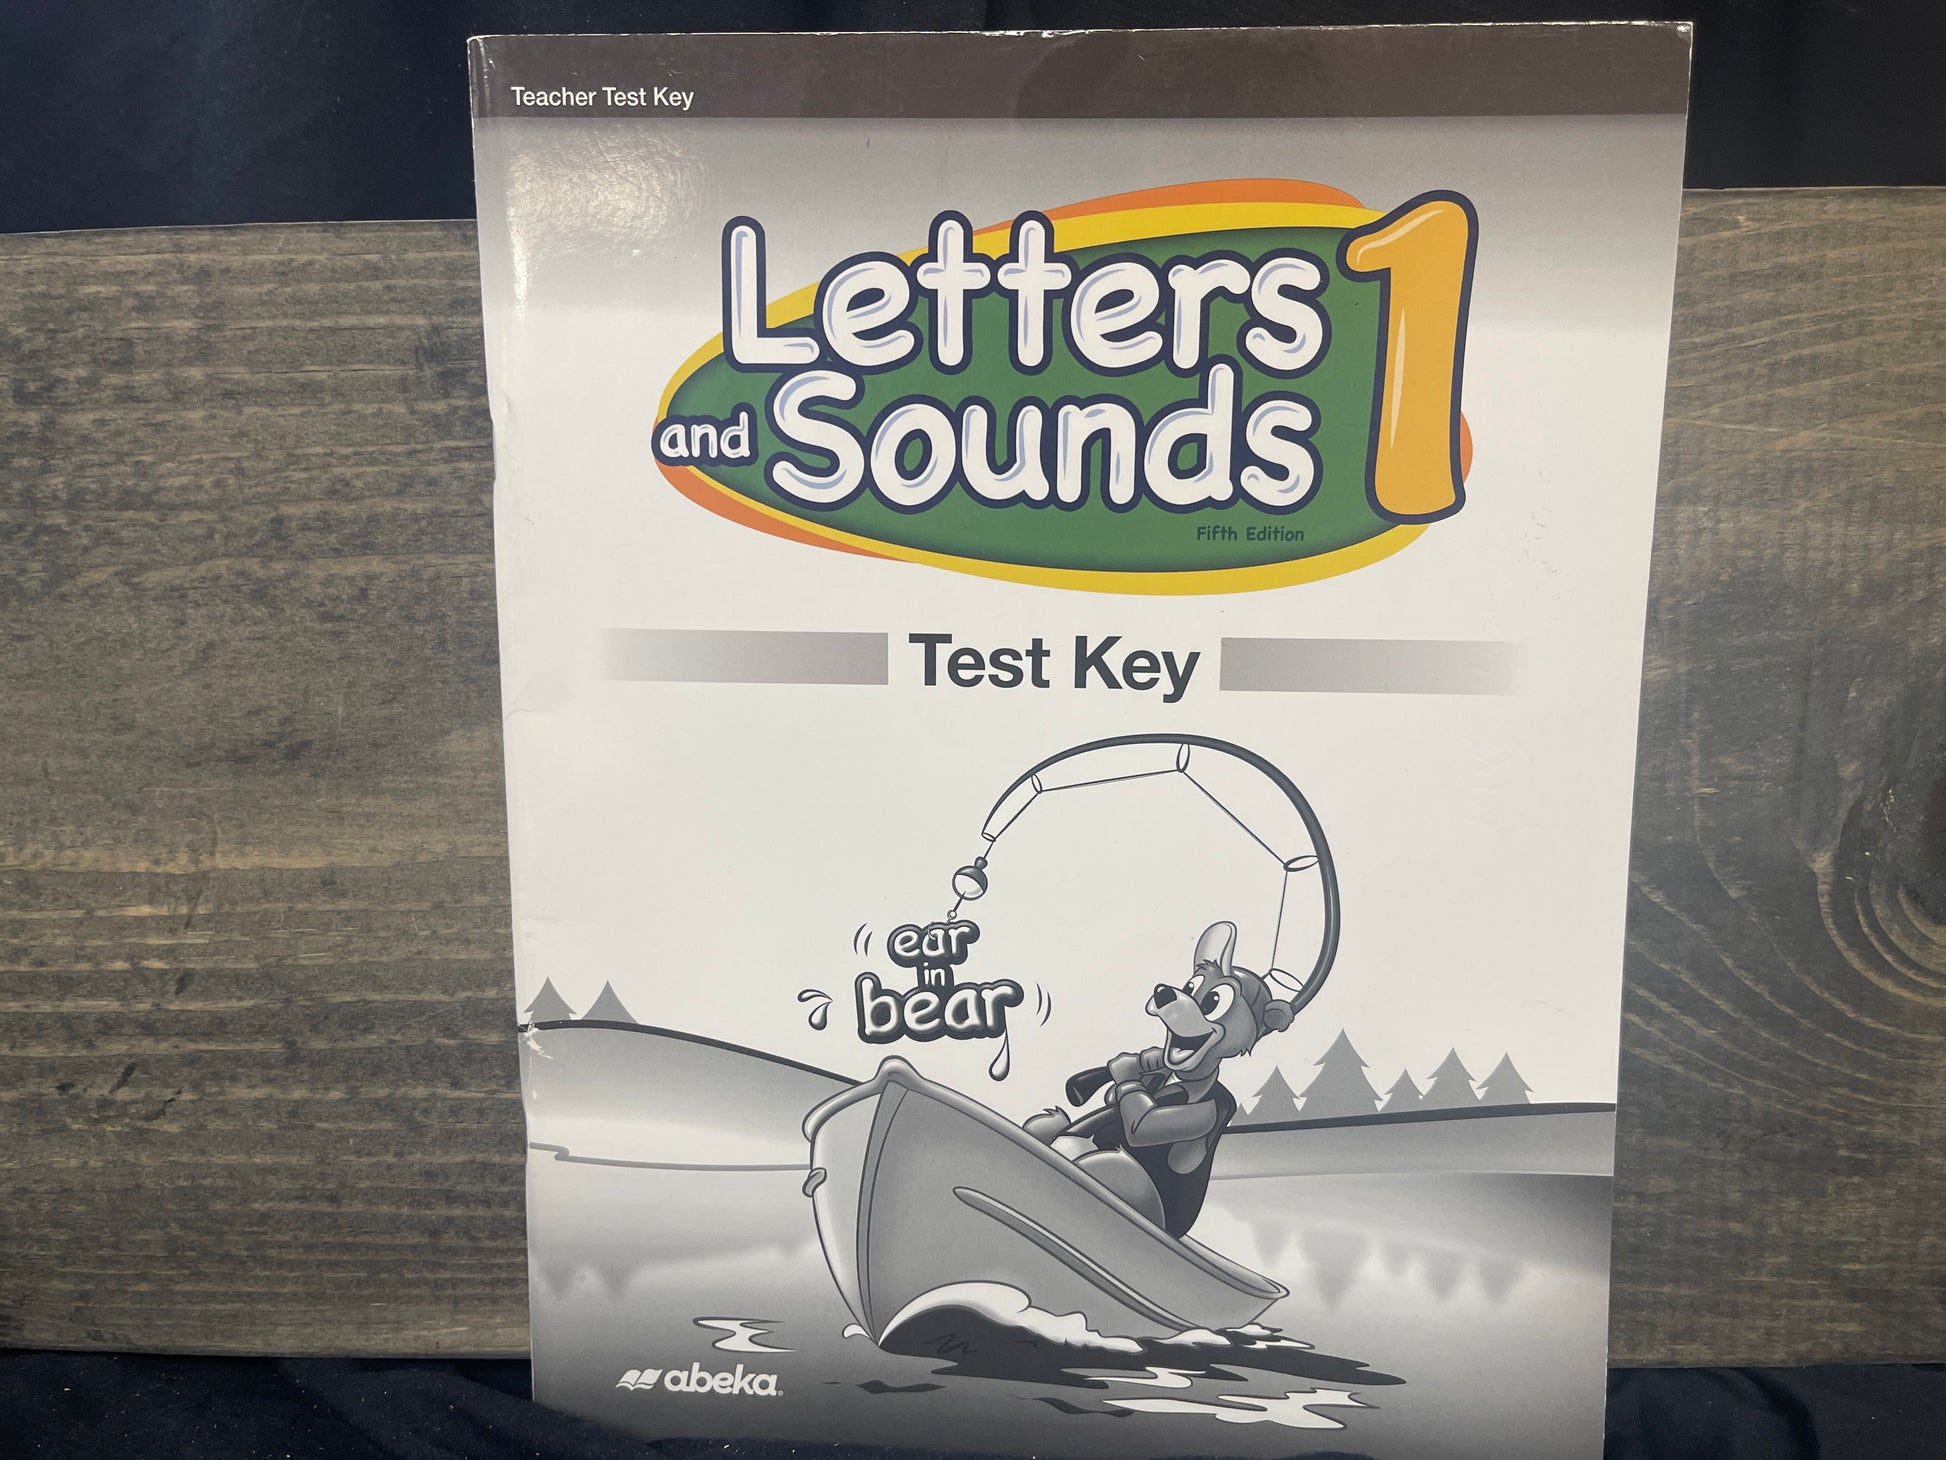 Teacher Test Key
Letters
and Sounds 1
Fifth Edition
Test Key
ear
in
bear
abeka